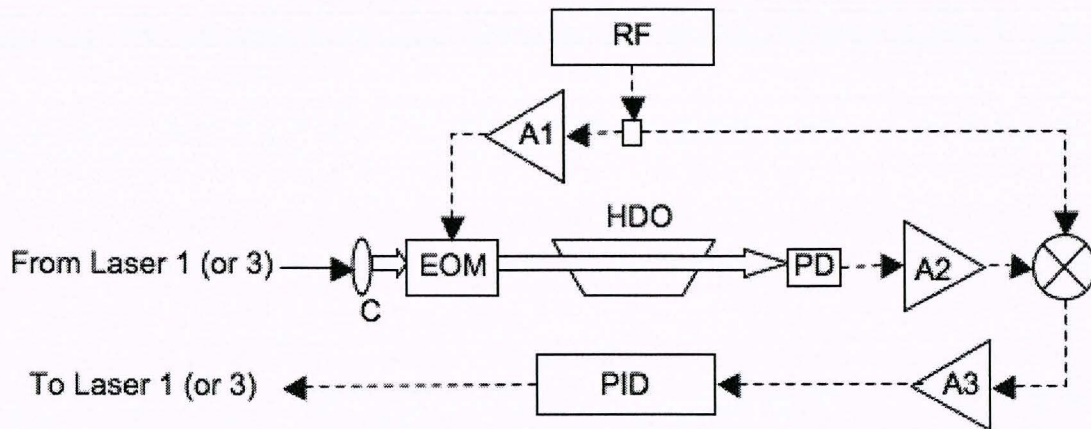 RF
A1
HDO
From Laser 1 (or 3)
C
EOM
PD
A2
To Laser 1 (or 3)
PID
A3